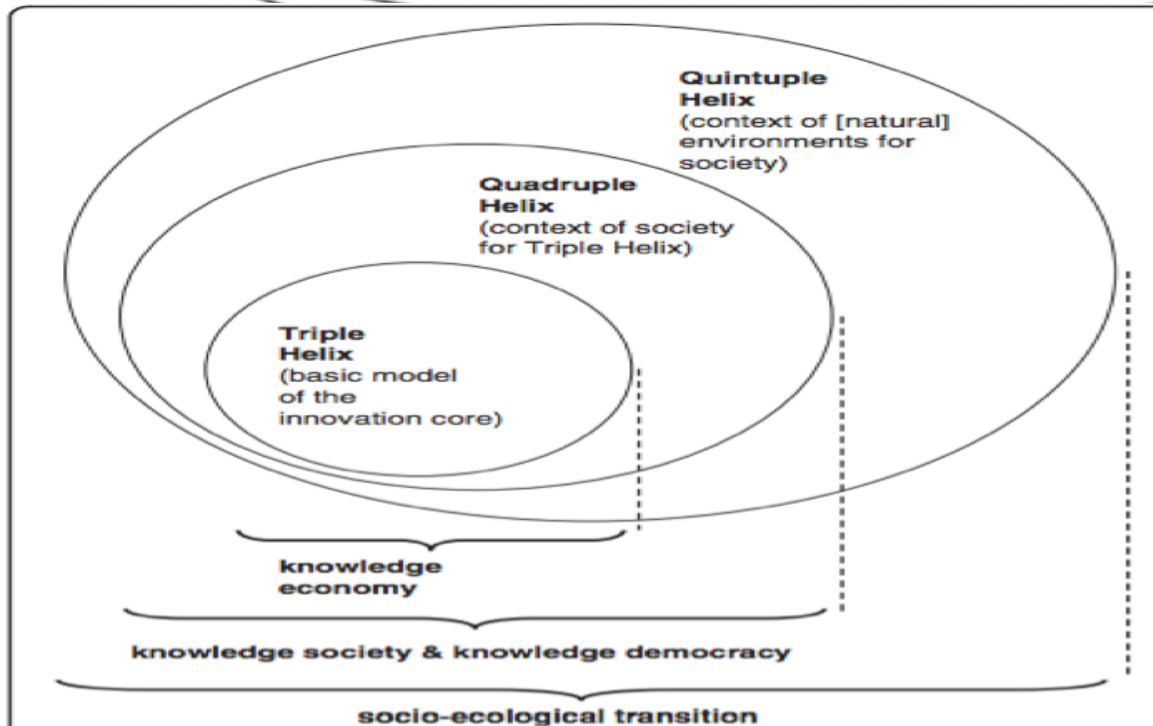 Quintuple
Helix
(context of [natural]
environments for
society)
Quadruple
Helix
(context of society
for Triple Helix)
Triple
Helix
(basic model
of the
innovation core)
knowledge
economy
knowledge society & knowledge democracy
socio-ecological transition